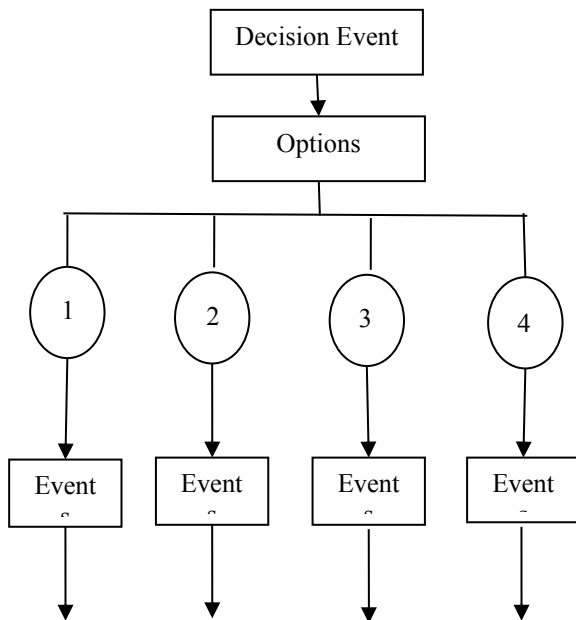 Decision Event
Options
1 2 3 4
Event Event Event Event
s s s s